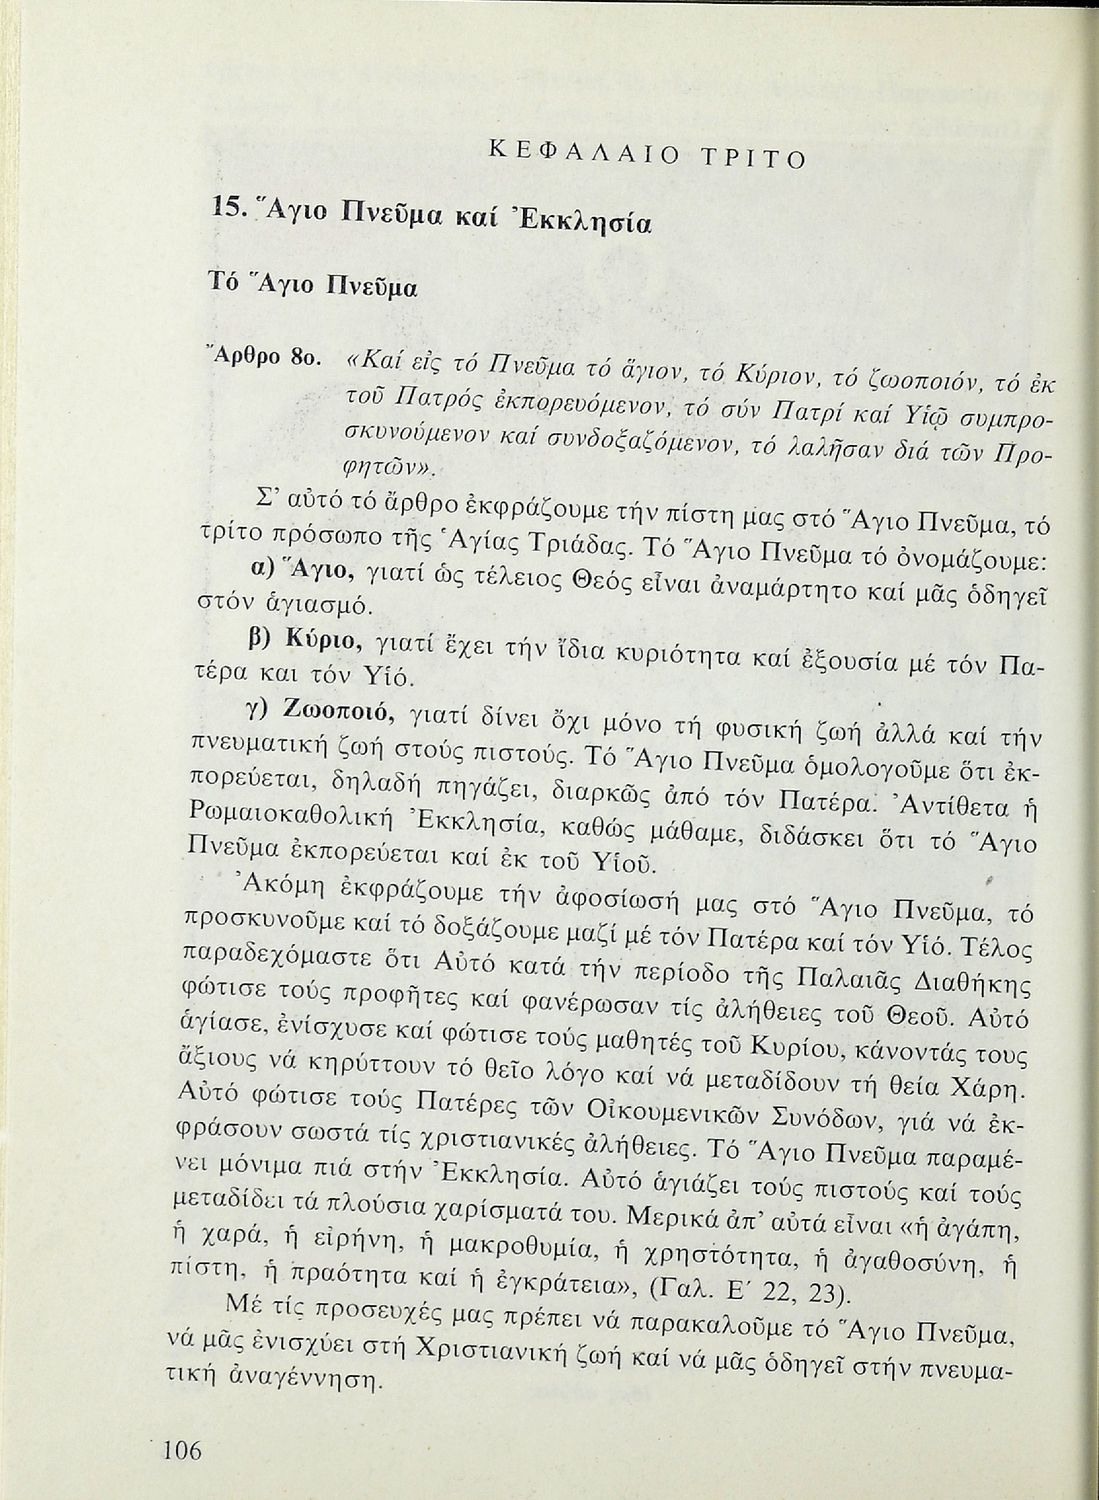 ΚΕΦΑΛΑΙΟ ΤΡΙΤΟ
15. Ἅγιο Πνεῦμα καί Ἐκκλησία
Τό Ἅγιο Πνεῦμα
Ἄρθρο 8ο. «Καί εἰς τό Πνεῦμα τό ἅγιον, τό Κύριον, τό ζωοποιόν, τό ἐκ
τοῦ Πατρός ἐκπορευόμενον, τό σύν Πατρί καί Υἱῷ συμπρο-
σκυνούμενον καί συνδοξαζόμενον, τό λαλῆσαν διά τῶν Προ-
φητῶν».
Σ' αὐτό τό ἄρθρο ἐκφράζουμε τήν πίστη μας στό Ἅγιο Πνεῦμα, τό
τρίτο πρόσωπο τῆς Ἁγίας Τριάδας. Τό Ἅγιο Πνεῦμα τό ὀνομάζουμε:
α) Ἅγιο, γιατί ὡς τέλειος Θεός εἶναι ἀναμάρτητο καί μᾶς ὁδηγεῖ
στόν ἁγιασμό.
β) Κύριο, γιατί ἔχει τήν ἴδια κυριότητα καί ἐξουσία μέ τόν Πα-
τέρα και τόν Υἱό.
γ) Ζωοποιό, γιατί δίνει ὄχι μόνο τή φυσική ζωή ἀλλά καί τήν
πνευματική ζωή στούς πιστούς. Τό Ἅγιο Πνεῦμα ὁμολογοῦμε ὅτι ἐκ-
πορεύεται, δηλαδή πηγάζει, διαρκῶς ἀπό τόν Πατέρα. Ἀντίθετα ἡ
Ρωμαιοκαθολική Ἐκκλησία, καθώς μάθαμε, διδάσκει ὅτι τό Ἅγιο
Πνεῦμα ἐκπορεύεται καί ἐκ τοῦ Υἱοῦ.
Ἀκόμη ἐκφράζουμε τήν ἀφοσίωσή μας στό Ἅγιο Πνεῦμα, τό
προσκυνοῦμε καί τό δοξάζουμε μαζί μέ τόν Πατέρα καί τόν Υἱό. Τέλος
παραδεχόμαστε ὅτι Αὐτό κατά τήν περίοδο τῆς Παλαιᾶς Διαθήκης
φώτισε τούς προφῆτες καί φανέρωσαν τίς ἀλήθειες τοῦ Θεοῦ. Αὐτό
ἁγίασε, ἐνίσχυσε καί φώτισε τούς μαθητές τοῦ Κυρίου, κάνοντάς τους
ἄξιους νά κηρύττουν τό θεῖο λόγο καί νά μεταδίδουν τή θεία Χάρη.
Αὐτό φώτισε τούς Πατέρες τῶν Οἰκουμενικῶν Συνόδων, γιά νά ἐκ-
φράσουν σωστά τίς χριστιανικές ἀλήθειες. Τό Ἅγιο Πνεῦμα παραμέ-
νει μόνιμα πιά στήν Ἐκκλησία. Αὐτό ἁγιάζει τούς πιστούς καί τούς
μεταδίδει τά πλούσια χαρίσματά του. Μερικά ἀπ' αὐτά εἶναι «ἡ ἀγάπη,
ἡ χαρά, ἡ εἰρήνη, ἡ μακροθυμία, ἡ χρηστότητα, ἡ ἀγαθοσύνη, ἡ
πίστη, ἡ πραότητα καί ἡ ἐγκράτεια», (Γαλ. Ε΄ 22, 23).
Μέ τίς προσευχές μας πρέπει νά παρακαλοῦμε τό Ἅγιο Πνεῦμα,
νά μᾶς ἐνισχύει στή Χριστιανική ζωή καί νά μᾶς ὁδηγεῖ στήν πνευμα-
τική ἀναγέννηση.
106